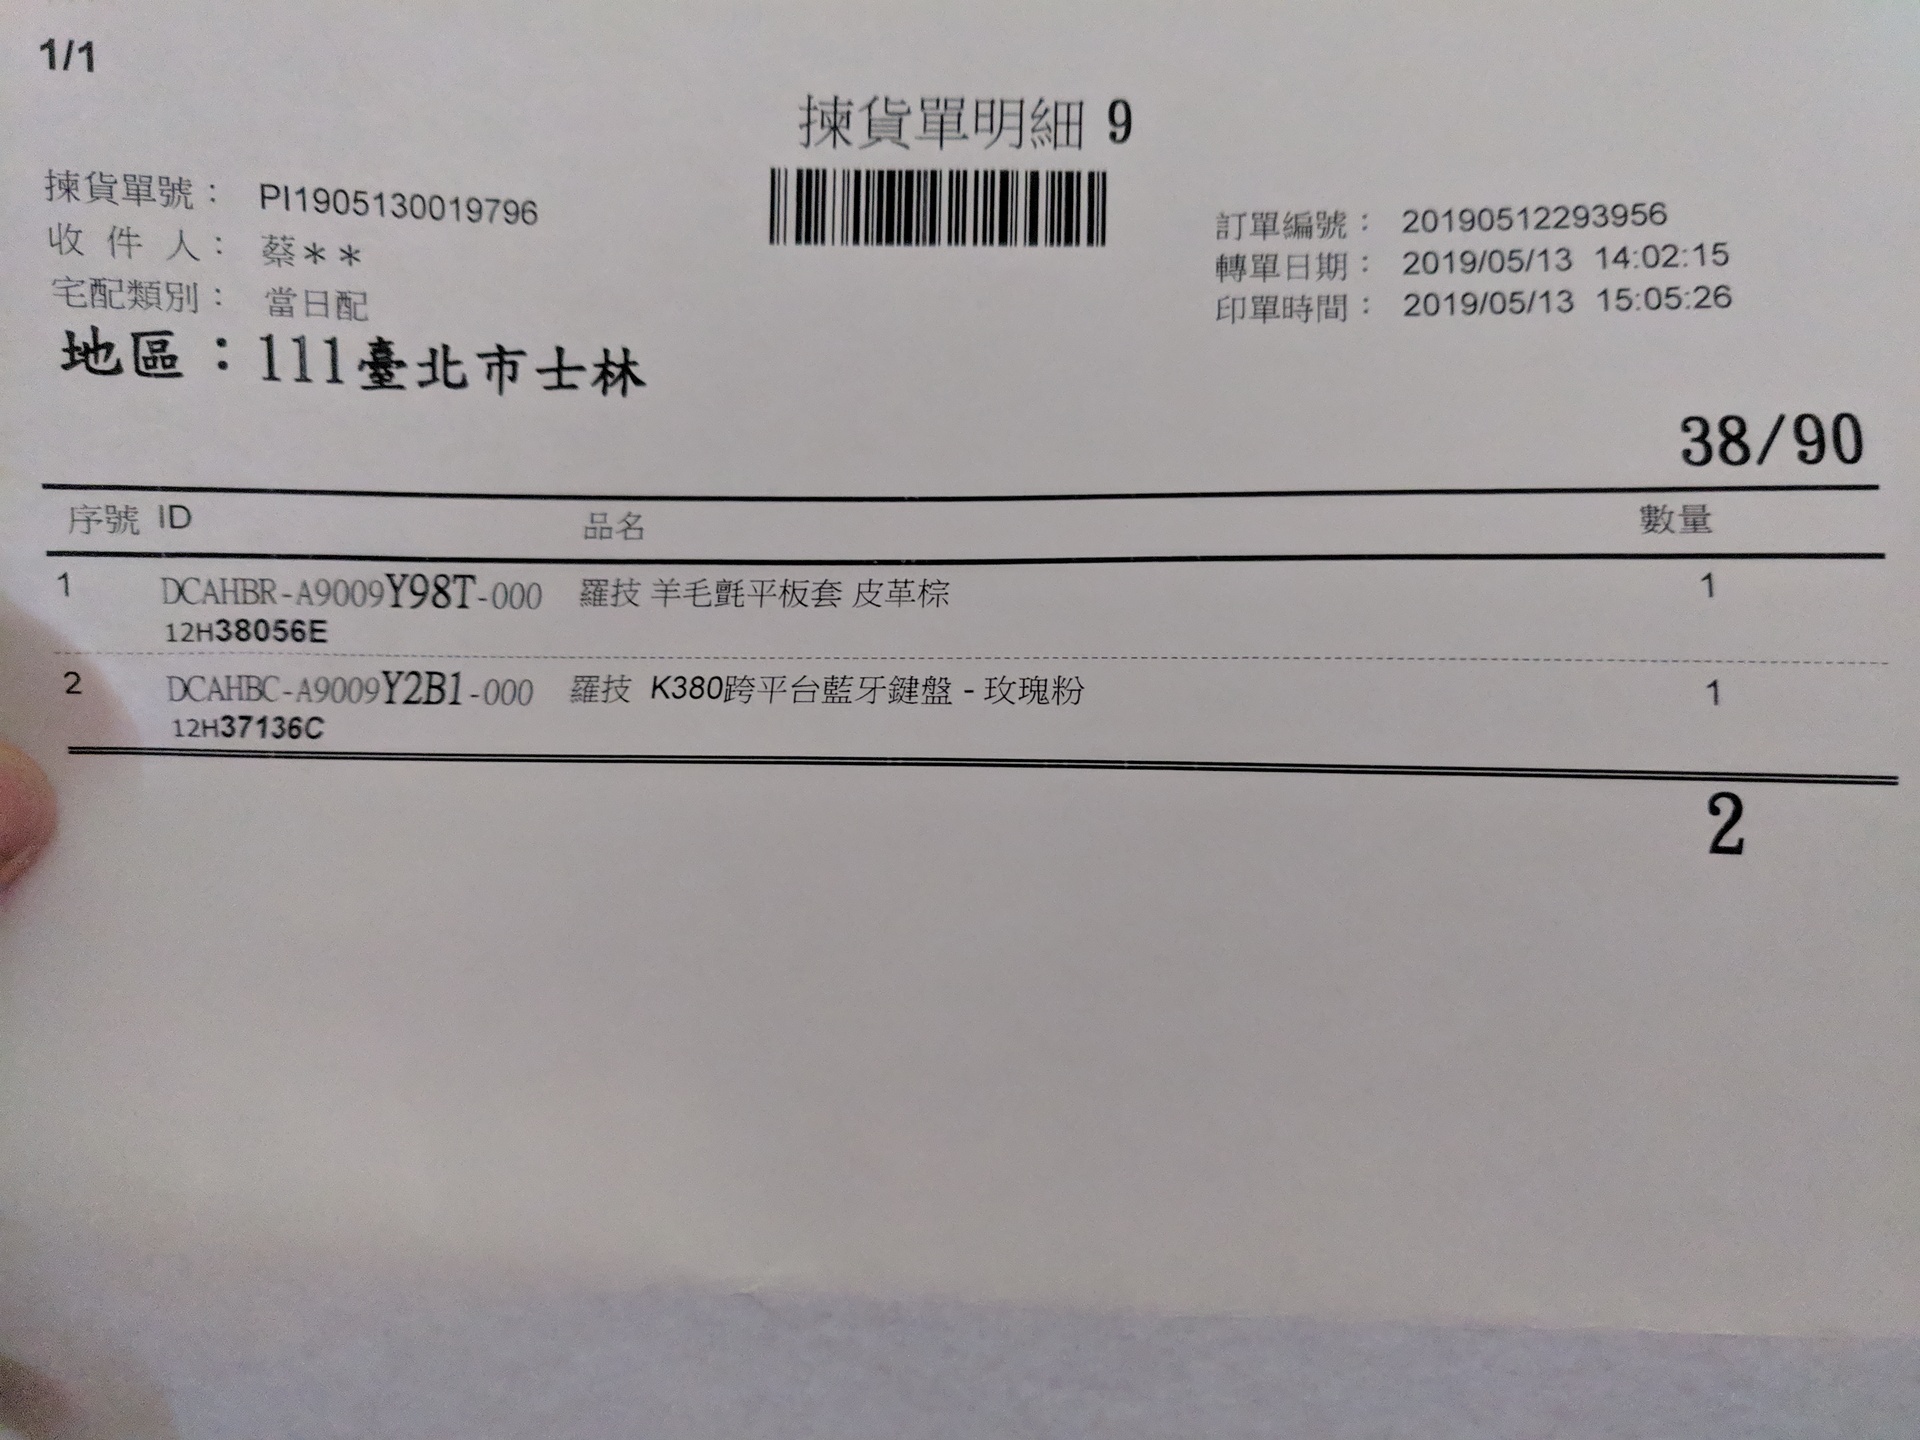 1/1
揀貨單明細 9
揀貨單號： PI1905130019796
收 件 人： 蔡＊＊
宅配類別： 當日配
地區：111臺北市士林
訂單編號： 20190512293956
轉單日期： 2019/05/13 14:02:15
印單時間： 2019/05/13 15:05:26
38/90
序號 ID 品名 數量
1 DCAHBR-A9009Y98T-000 羅技 羊毛氈平板套 皮革棕 1
12H38056E
2 DCAHBC-A9009Y2B1-000 羅技 K380跨平台藍牙鍵盤 - 玫瑰粉 1
12H37136C
2